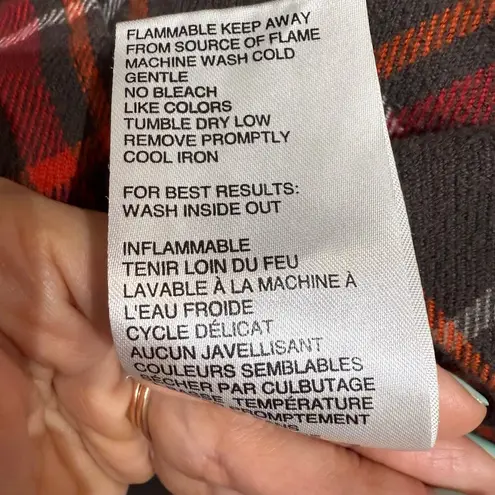 FLAMMABLE KEEP AWAY
FROM SOURCE OF FLAME
MACHINE WASH COLD
GENTLE
NO BLEACH
LIKE COLORS
TUMBLE DRY LOW
REMOVE PROMPTLY
COOL IRON
FOR BEST RESULTS:
WASH INSIDE OUT
INFLAMMABLE
TENIR LOIN DU FEU
LAVABLE À LA MACHINE À
L'EAU FROIDE
CYCLE DÉLICAT
AUCUN JAVELLISANT
COULEURS SEMBLABLES
SÉCHER PAR CULBUTAGE
TEMPÉRATURE
PROMPTEMENT